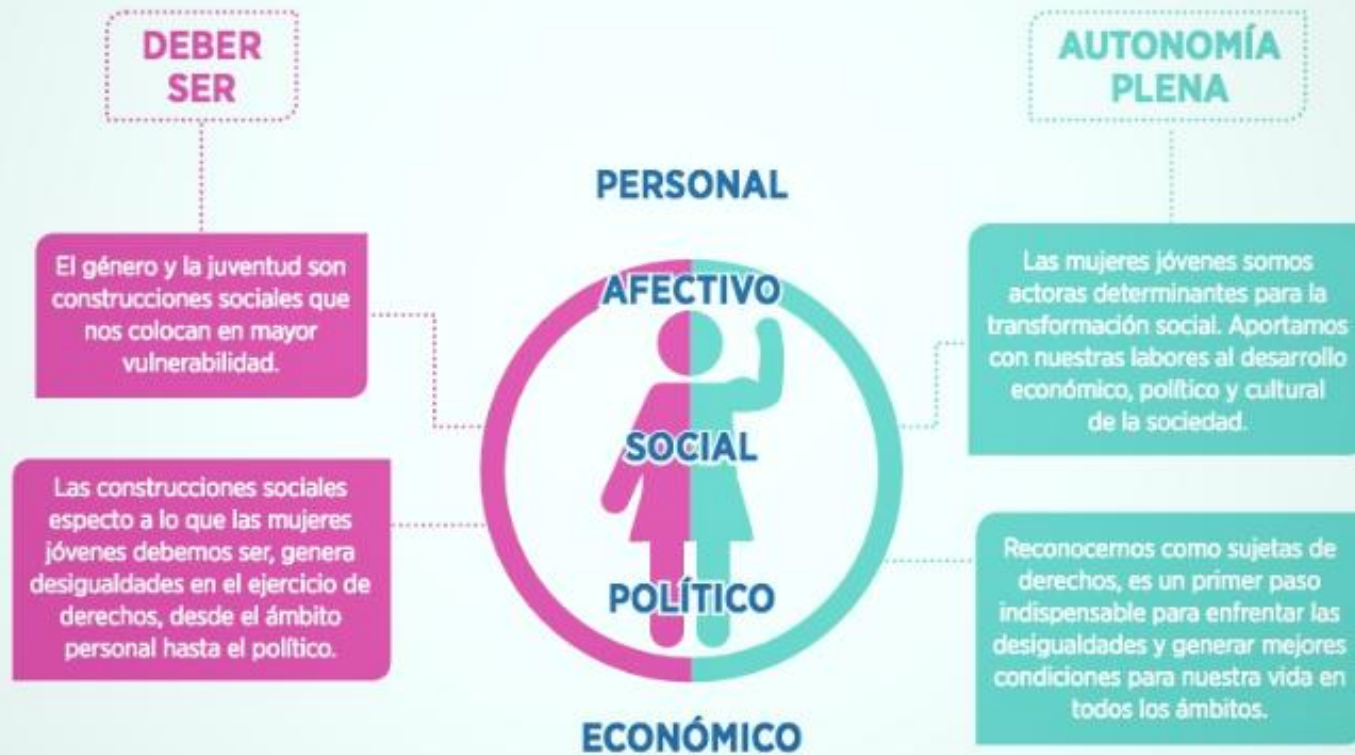 DEBER
SER
El género y la juventud son
construcciones sociales que
nos colocan en mayor
vulnerabilidad.
Las construcciones sociales
especto a lo que las mujeres
jóvenes debemos ser, genera
desigualdades en el ejercicio de
derechos, desde el ámbito
personal hasta el político.
PERSONAL
AFECTIVO
SOCIAL
POLÍTICO
ECONÓMICO
AUTONOMÍA
PLENA
Las mujeres jóvenes somos
actoras determinantes para la
transformación social. Aportamos
con nuestras labores al desarrollo
económico, político y cultural
de la sociedad.
Reconocernos como sujetas de
derechos, es un primer paso
indispensable para enfrentar las
desigualdades y generar mejores
condiciones para nuestra vida en
todos los ámbitos.